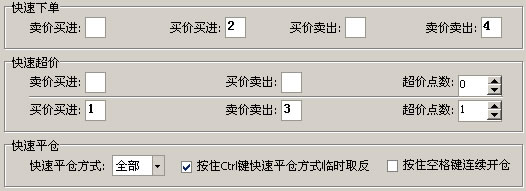 快速下单
卖价买进: 买价买进: 2 买价卖出: 卖价卖出: 4
快速超价
卖价买进: 买价卖出: 超价点数: 0
买价买进: 1 卖价卖出: 3 超价点数: 1
快速平仓
快速平仓方式: 全部 按住Ctrl键快速平仓方式临时取反 按住空格键连续开仓